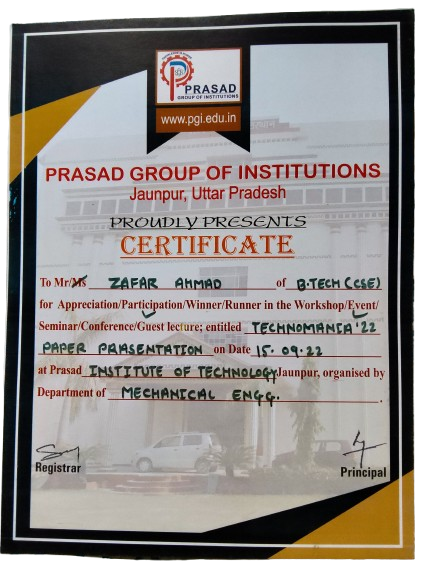 PRASAD
GROUP OF INSTITUTIONS
www.pgi.edu.in
PRASAD GROUP OF INSTITUTIONS
Jaunpur, Uttar Pradesh
PROUDLY PRESENTS
CERTIFICATE
To Mr/Ms ZAFAR AHMAD of B.TECH (CSE)
for Appreciation/Participation/Winner/Runner in the Workshop/Event/
Seminar/Conference/Guest lecture; entitled TECHNOMANIA '22
PAPER PRASENTATION on Date 15.09.22
at Prasad INSTITUTE OF TECHNOLOGY Jaunpur, organised by
Department of MECHANICAL ENGG.
Registrar
Principal